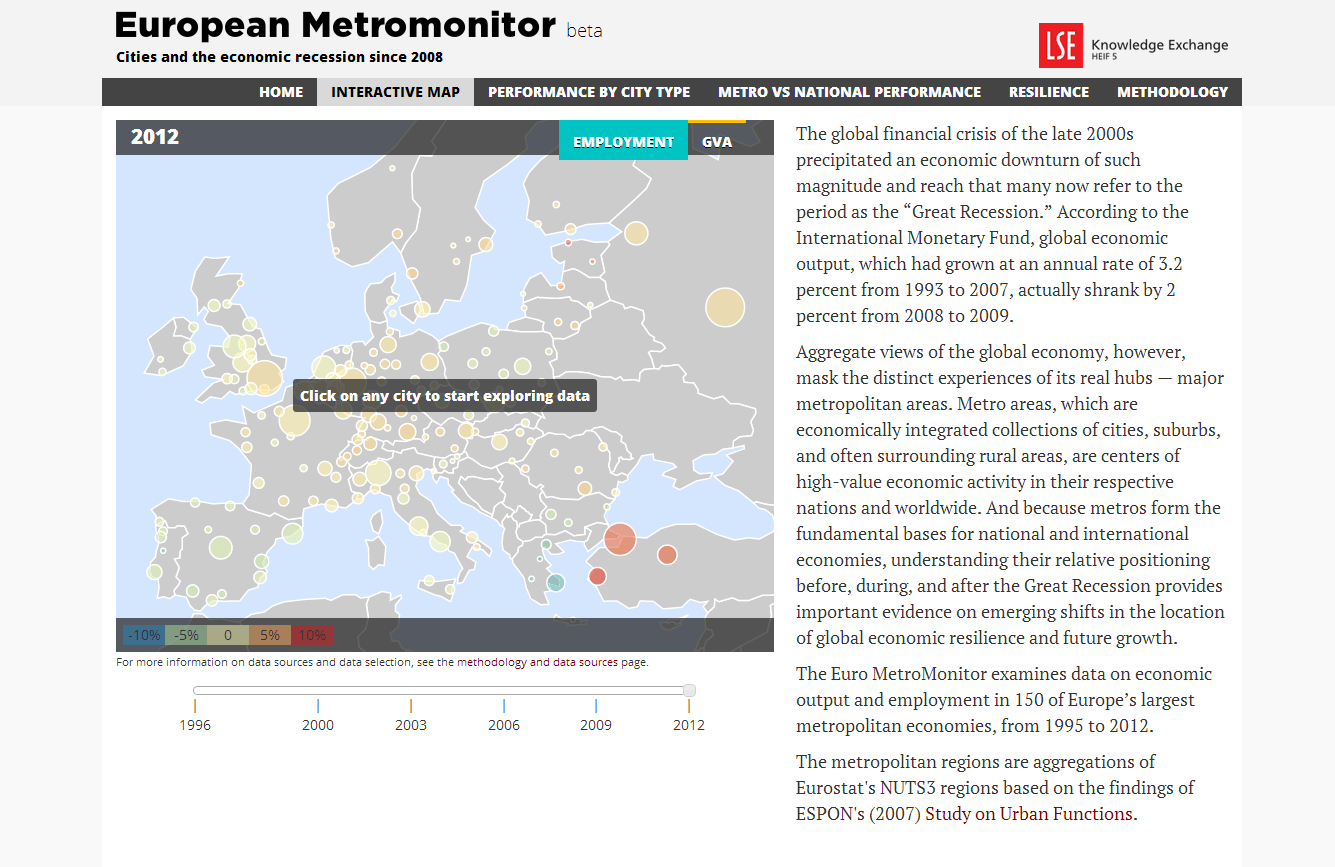 European Metromonitor beta
Cities and the economic recession since 2008
LSE Knowledge Exchange
HEIF 5
HOME INTERACTIVE MAP PERFORMANCE BY CITY TYPE METRO VS NATIONAL PERFORMANCE RESILIENCE METHODOLOGY
2012
EMPLOYMENT GVA
Click on any city to start exploring data
-10% -5% 0 5% 10%
For more information on data sources and data selection, see the methodology and data sources page.
1996 2000 2003 2006 2009 2012
The global financial crisis of the late 2000s
precipitated an economic downturn of such
magnitude and reach that many now refer to the
period as the “Great Recession.” According to the
International Monetary Fund, global economic
output, which had grown at an annual rate of 3.2
percent from 1993 to 2007, actually shrank by 2
percent from 2008 to 2009.
Aggregate views of the global economy, however,
mask the distinct experiences of its real hubs — major
metropolitan areas. Metro areas, which are
economically integrated collections of cities, suburbs,
and often surrounding rural areas, are centers of
high-value economic activity in their respective
nations and worldwide. And because metros form the
fundamental bases for national and international
economies, understanding their relative positioning
before, during, and after the Great Recession provides
important evidence on emerging shifts in the location
of global economic resilience and future growth.
The Euro MetroMonitor examines data on economic
output and employment in 150 of Europe’s largest
metropolitan economies, from 1995 to 2012.
The metropolitan regions are aggregations of
Eurostat's NUTS3 regions based on the findings of
ESPON's (2007) Study on Urban Functions.